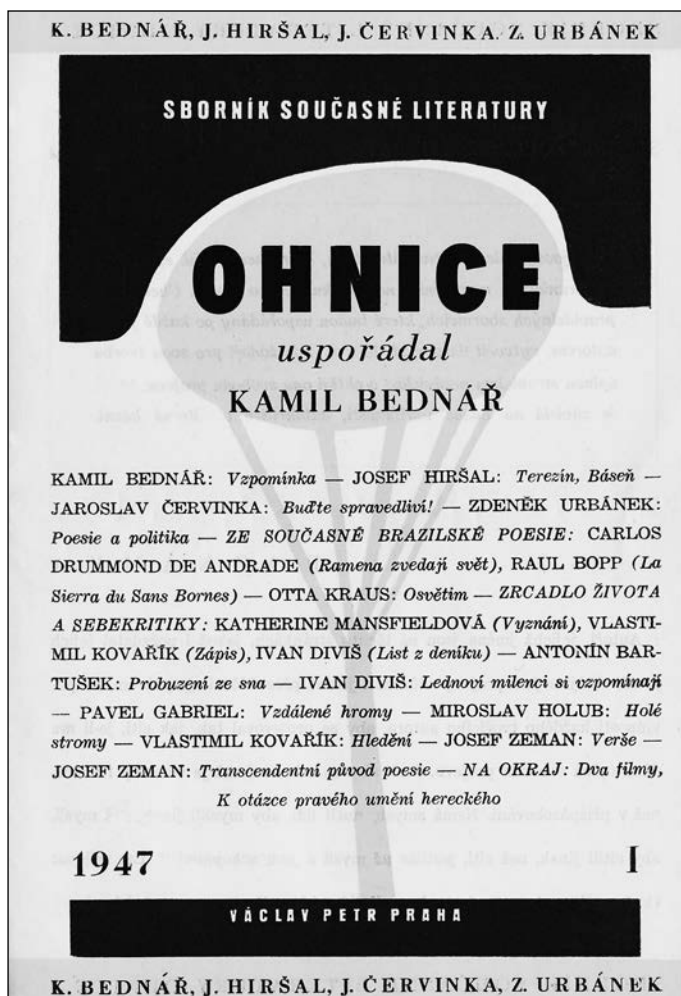 K. BEDNÁŘ, J. HIRŠAL, J. ČERVINKA. Z. URBÁNEK
SBORNÍK SOUČASNÉ LITERATURY
OHNICE
uspořádal
KAMIL BEDNÁŘ
KAMIL BEDNÁŘ: Vzpomínka — JOSEF HIRŠAL: Terezín, Báseň —
JAROSLAV ČERVINKA: Buďte spravedliví! — ZDENĚK URBÁNEK:
Poesie a politika — ZE SOUČASNÉ BRAZILSKÉ POESIE: CARLOS
DRUMMOND DE ANDRADE (Ramena zvedají svět), RAUL BOPP (La
Sierra du Sans Bornes) — OTTA KRAUS: Osvětim — ZRCADLO ŽIVOTA
A SEBEKRITIKY: KATHERINE MANSFIELDOVÁ (Vyznání), VLASTI-
MIL KOVAŘÍK (Zápis), IVAN DIVIŠ (List z deníku) — ANTONÍN BAR-
TUŠEK: Probuzení ze sna — IVAN DIVIŠ: Lednoví milenci si vzpomínají
— PAVEL GABRIEL: Vzdálené hromy — MIROSLAV HOLUB: Holé
stromy — VLASTIMIL KOVAŘÍK: Hledění — JOSEF ZEMAN: Verše —
JOSEF ZEMAN: Transcendentní původ poesie — NA OKRAJ: Dva filmy,
K otázce pravého umění hereckého
1947 I
VÁCLAV PETR PRAHA
K. BEDNÁŘ, J. HIRŠAL, J. ČERVINKA, Z. URBÁNEK